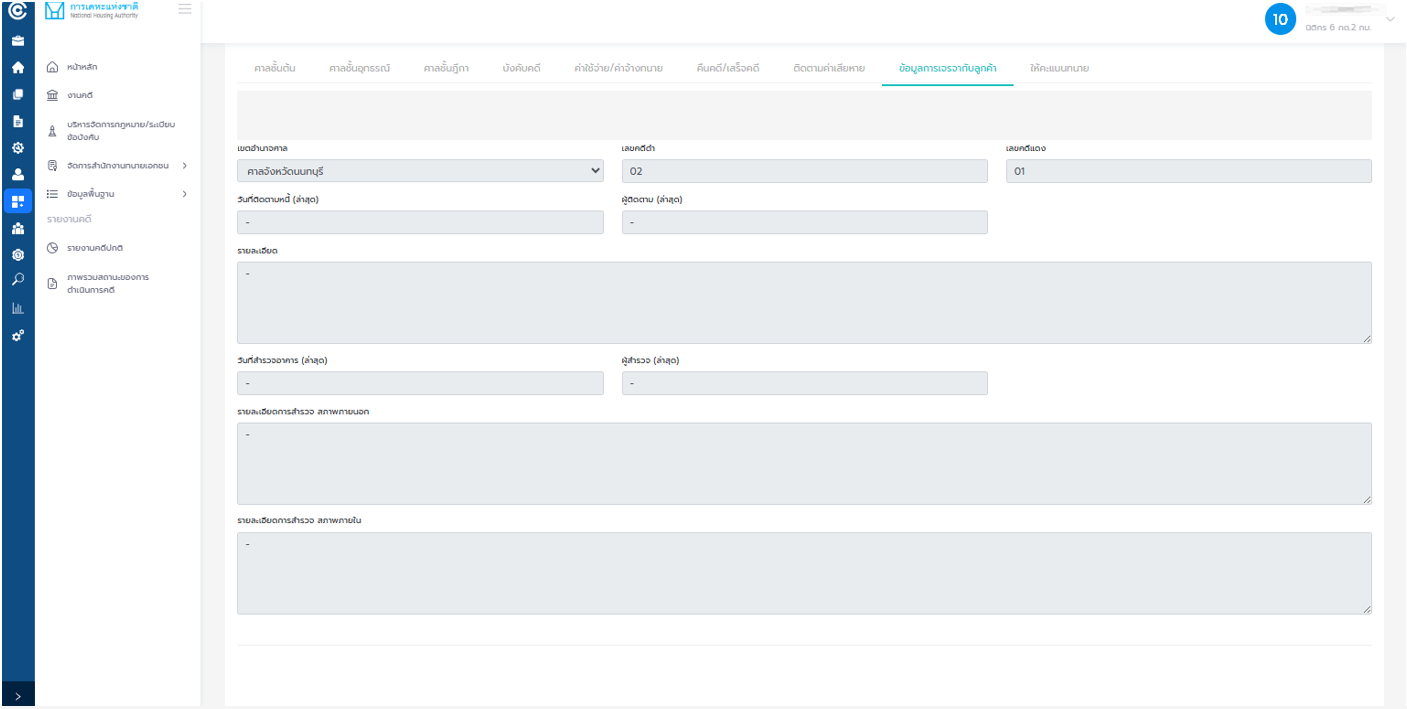 การเคหะแห่งชาติ
National Housing Authority
10
นิติกร 6 กด.2 กบ.
หน้าหลัก
งานคดี
บริหารจัดการกฎหมาย/ระเบียบ
ข้อบังคับ
จัดการสำนักงานทนายเอกชน
ข้อมูลพื้นฐาน
รายงานคดี
รายงานคดีปกติ
ภาพรวมสถานะของการ
ดำเนินการคดี
ศาลชั้นต้น ศาลชั้นอุทธรณ์ ศาลชั้นฎีกา บังคับคดี ค่าใช้จ่าย/ค่าจ้างทนาย คืนคดี/เสร็จคดี ติดตามค่าเสียหาย ข้อมูลการเจรจากับลูกค้า ให้คะแนนทนาย
เขตอำนาจศาล เลขคดีดำ เลขคดีแดง
ศาลจังหวัดนนทบุรี 02 01
วันที่ติดตามหนี้ (ล่าสุด) ผู้ติดตาม (ล่าสุด)
- -
รายละเอียด
-
วันที่สำรวจอาคาร (ล่าสุด) ผู้สำรวจ (ล่าสุด)
- -
รายละเอียดการสำรวจ สภาพภายนอก
-
รายละเอียดการสำรวจ สภาพภายใน
-